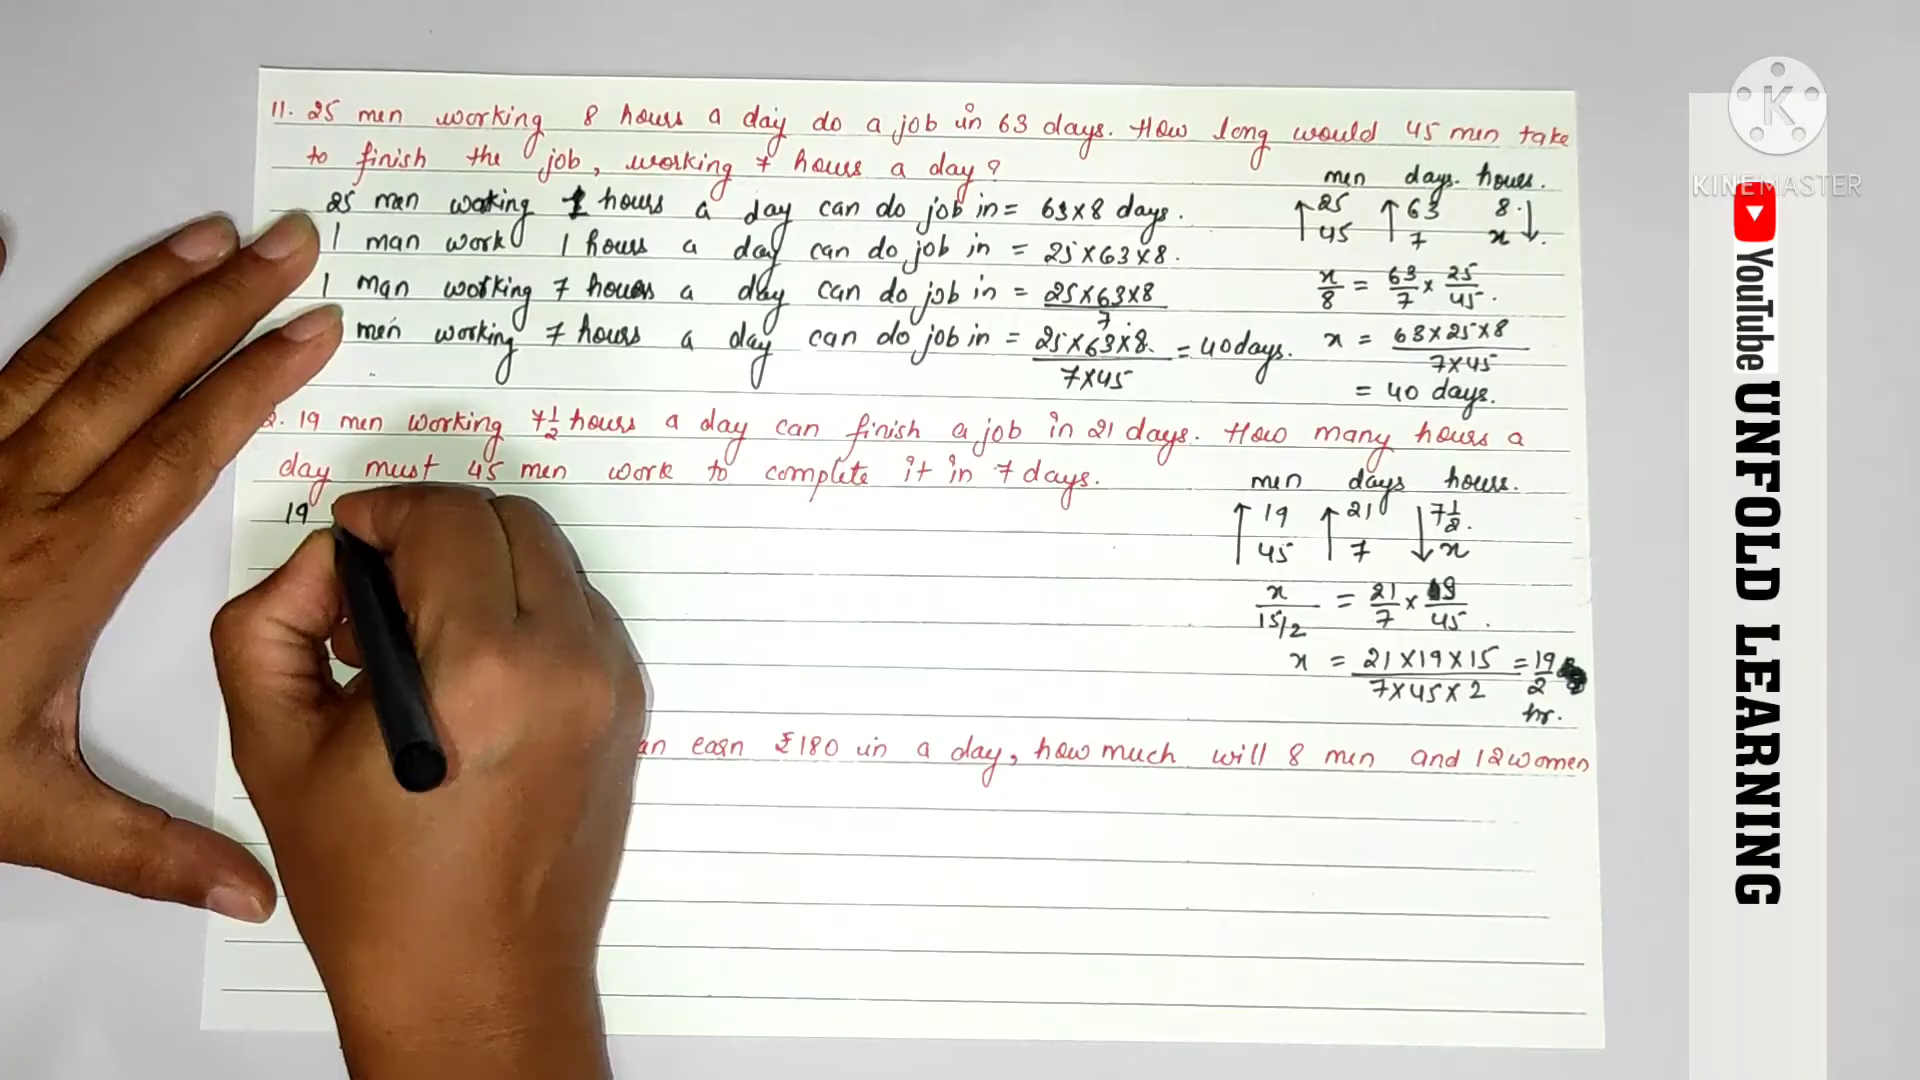 11. 25 men working 8 hours a day do a job in 63 days. How long would 45 men take
to finish the job, working 7 hours a day?
men days. hours.
25 63 8.
45 7 x
25 men working 1 hours a day can do job in = 63×8 days.
1 man work 1 hours a day can do job in = 25×63×8.
1 man working 7 hours a day can do job in = 25×63×8/7
men working 7 hours a day can do job in = 25×63×8/7×45 = 40days.
x/8 = 63/7 × 25/45.
x = 63×25×8/7×45
= 40 days.
2. 19 men working 7 1/2 hours a day can finish a job in 21 days. How many hours a
day must 45 men work to complete it in 7 days.
men days hours.
19 21 7 1/2.
45 7 x
19
x/15/2 = 21/7 × 19/45.
x = 21×19×15/7×45×2 = 19/2
hr.
an earn ₹180 in a day, how much will 8 men and 12 women
KINEMASTER
YouTube UNFOLD LEARNING